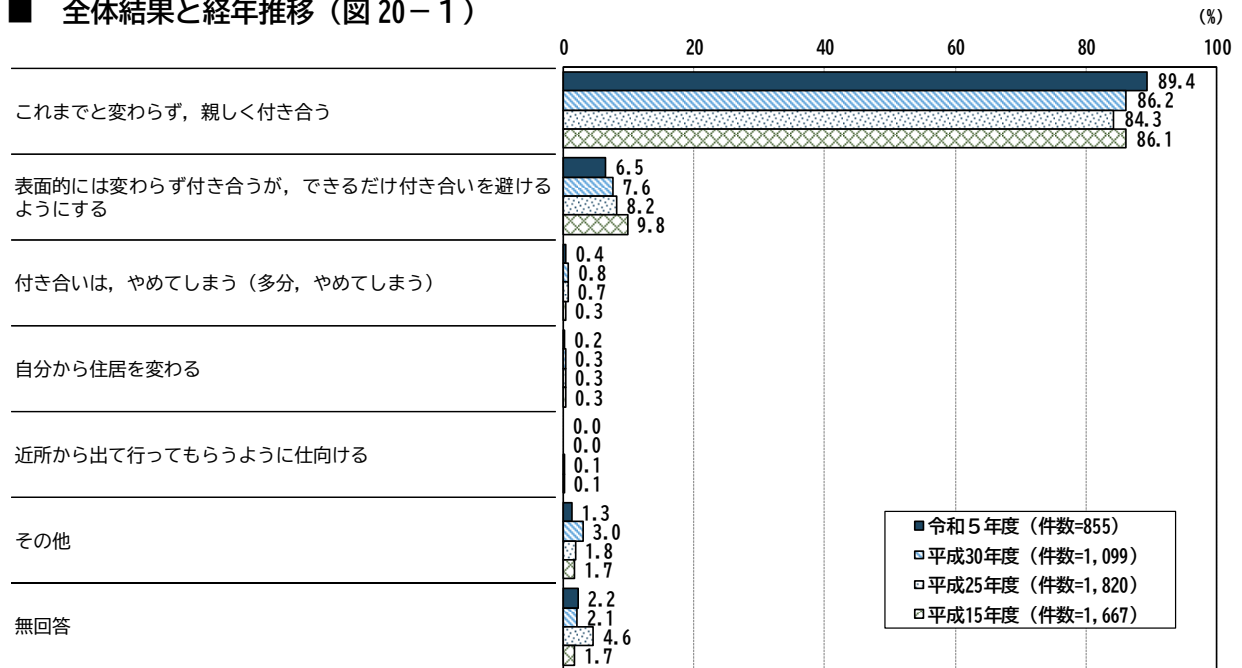 ■ 全体結果と経年推移（図 20－１）
(%)
0 20 40 60 80 100
これまでと変わらず，親しく付き合う
89.4
86.2
84.3
86.1
表面的には変わらず付き合うが，できるだけ付き合いを避ける
ようにする
6.5
7.6
8.2
9.8
付き合いは，やめてしまう（多分，やめてしまう）
0.4
0.8
0.7
0.3
自分から住居を変わる
0.2
0.3
0.3
0.3
近所から出て行ってもらうように仕向ける
0.0
0.0
0.1
0.1
その他
1.3
3.0
1.8
1.7
無回答
2.2
2.1
4.6
1.7
令和５年度（件数=855）
平成30年度（件数=1,099）
平成25年度（件数=1,820）
平成15年度（件数=1,667）